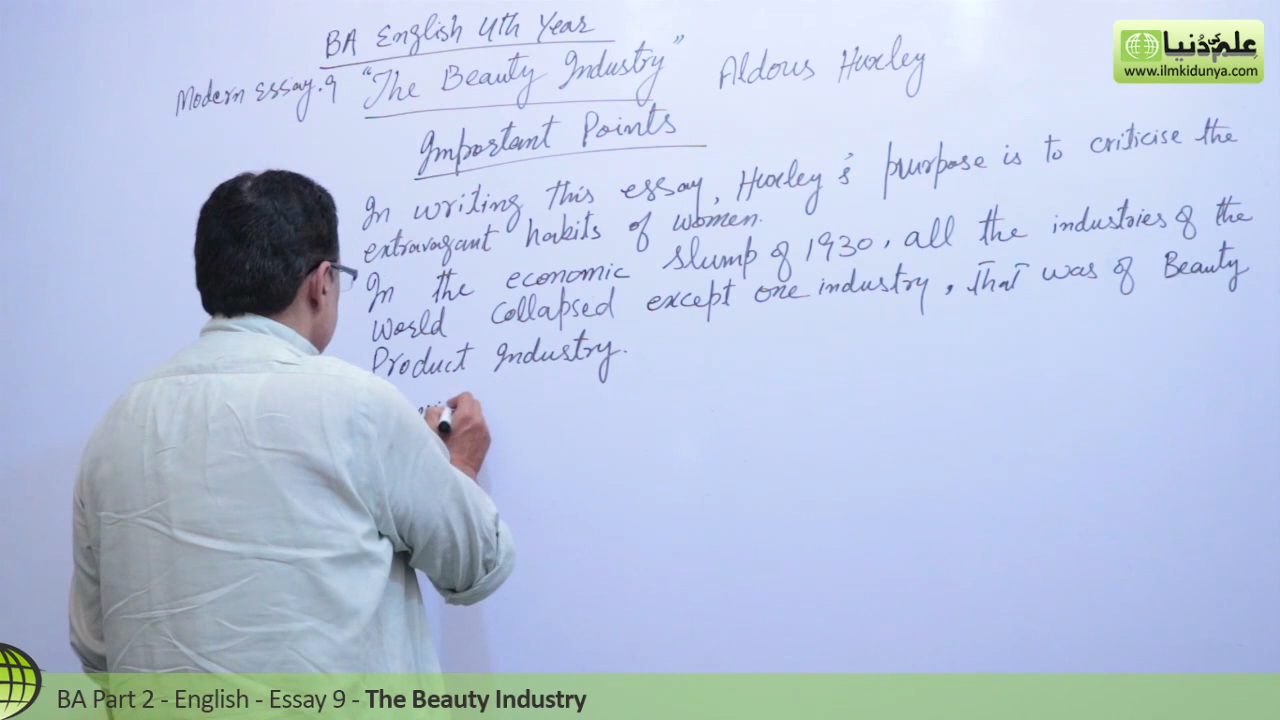 BA English 4th Year
Modern Essay.9 "The Beauty Industry" Aldous Huxley
Important Points
In writing this essay, Huxley's purpose is to criticise the
extravagant habits of women.
In the economic slump of 1930, all the industries of the
world collapsed except one industry, that was of Beauty
Product Industry.
علم کی دُنیا
www.ilmkidunya.com
BA Part 2 - English - Essay 9 - The Beauty Industry